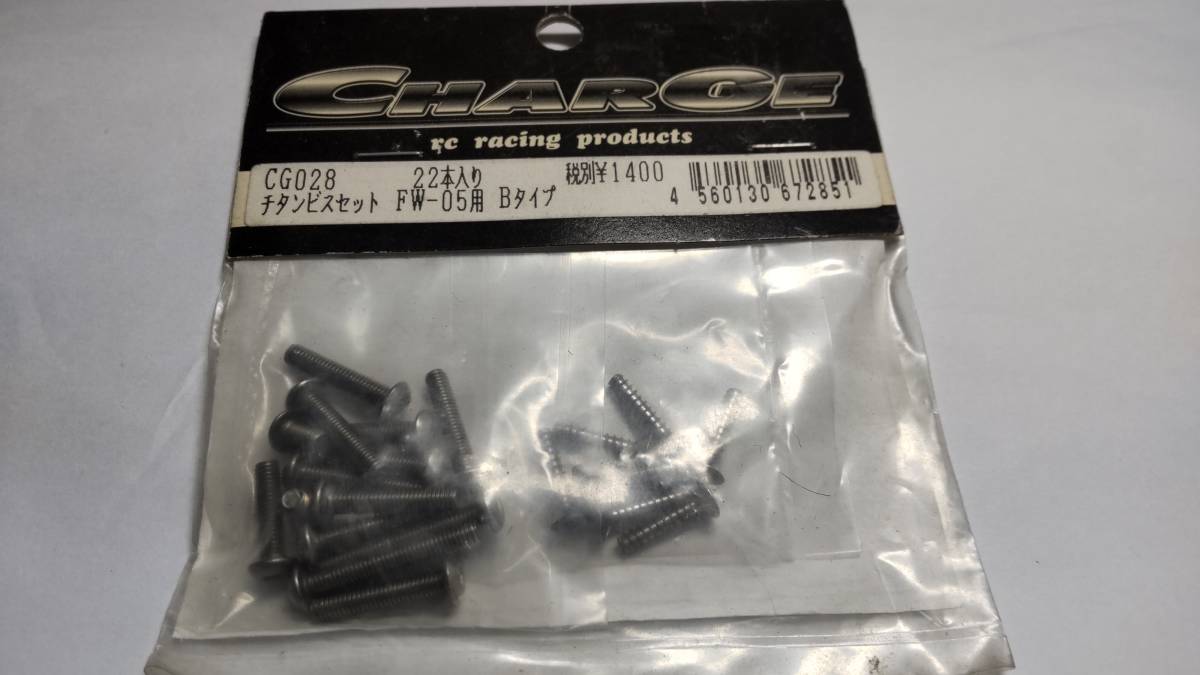 CHARGE
rc racing products
CG028 22本入り 税別¥1400
チタンビスセット FW-05用 Bタイプ
4 560130 672851